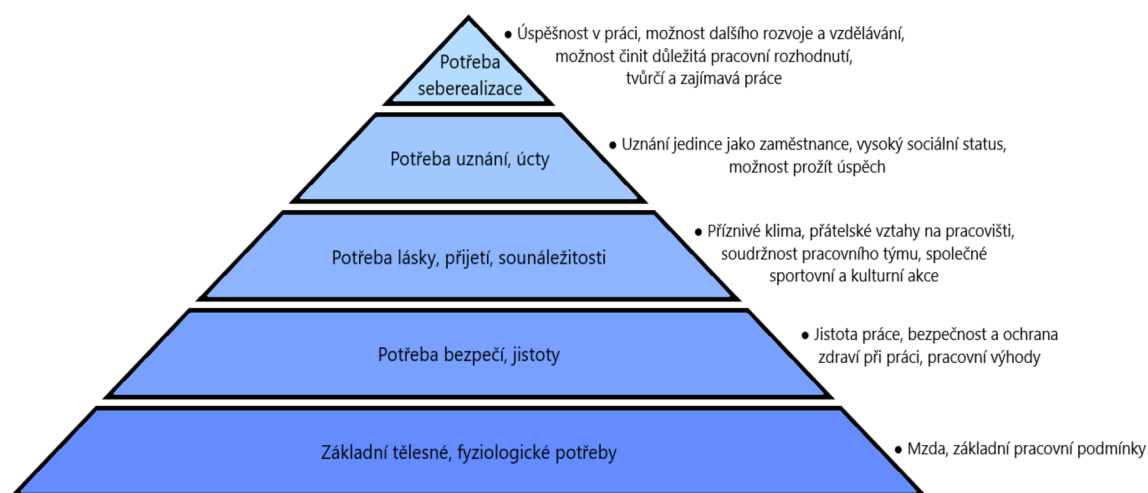 Potřeba
seberealizace
● Úspěšnost v práci, možnost dalšího rozvoje a vzdělávání,
možnost činit důležitá pracovní rozhodnutí,
tvůrčí a zajímavá práce
Potřeba uznání, úcty
● Uznání jedince jako zaměstnance, vysoký sociální status,
možnost prožít úspěch
Potřeba lásky, přijetí, sounáležitosti
● Příznivé klima, přátelské vztahy na pracovišti,
soudržnost pracovního týmu, společné
sportovní a kulturní akce
Potřeba bezpečí, jistoty
● Jistota práce, bezpečnost a ochrana
zdraví při práci, pracovní výhody
Základní tělesné, fyziologické potřeby
● Mzda, základní pracovní podmínky